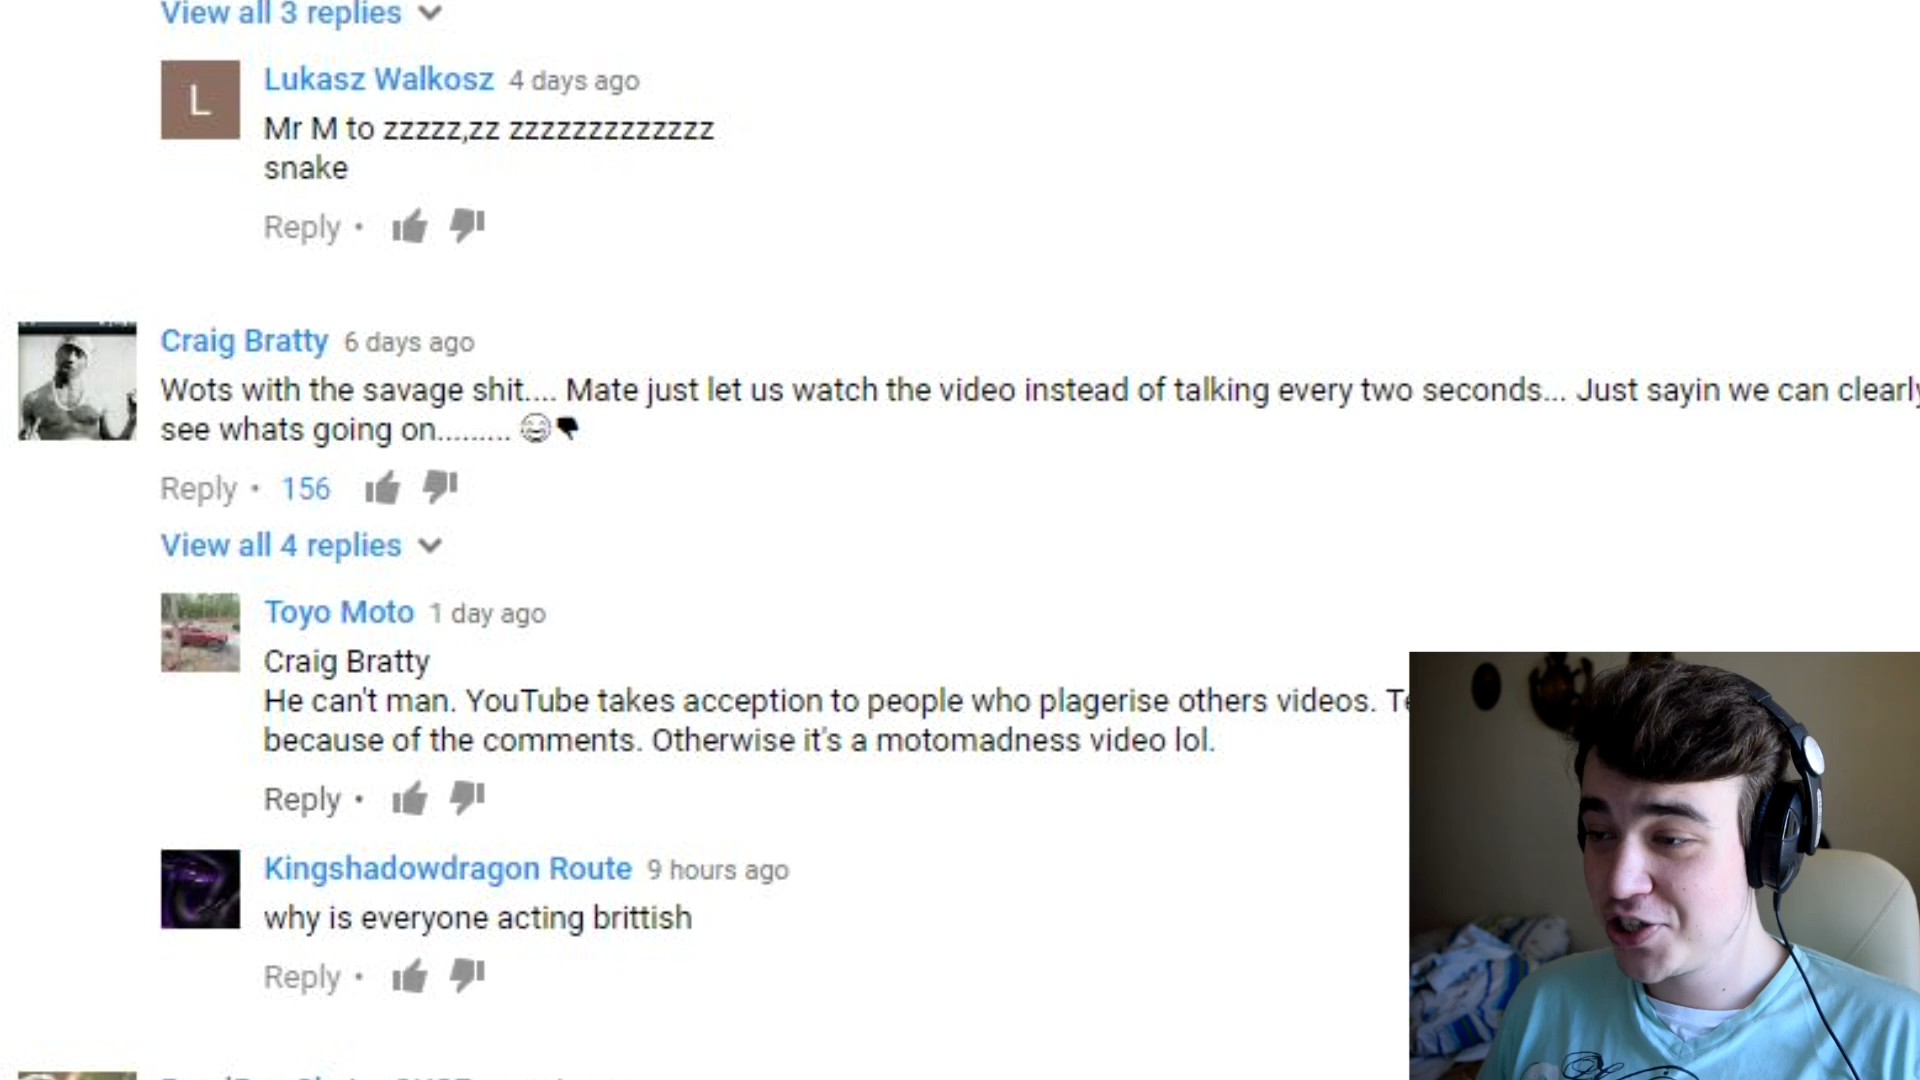 View all 3 replies
L
Lukasz Walkosz 4 days ago
Mr M to zzzzz,zz zzzzzzzzzzzzz
snake
Reply •
Craig Bratty 6 days ago
Wots with the savage shit.... Mate just let us watch the video instead of talking every two seconds... Just sayin we can clearly
see whats going on......... 😂👎
Reply • 156
View all 4 replies
Toyo Moto 1 day ago
Craig Bratty
He can't man. YouTube takes acception to people who plagerise others videos.
because of the comments. Otherwise it's a motomadness video lol.
Reply •
Kingshadowdragon Route 9 hours ago
why is everyone acting brittish
Reply •